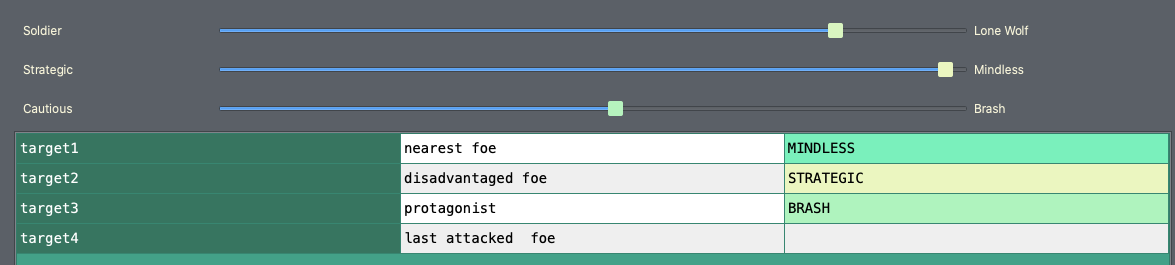 Soldier Lone Wolf
Strategic Mindless
Cautious Brash
target1 nearest foe MINDLESS
target2 disadvantaged foe STRATEGIC
target3 protagonist BRASH
target4 last attacked  foe